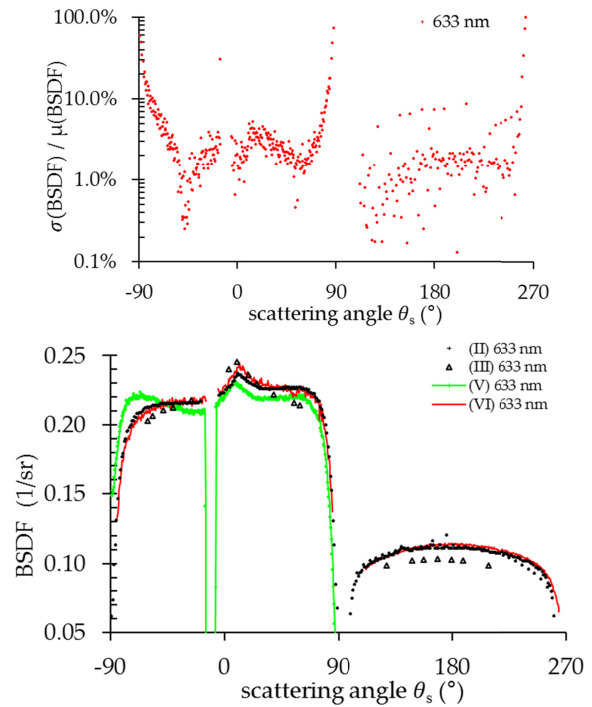 100.0%
633 nm
10.0%
1.0%
0.1%
-90 0 90 180 270
scattering angle θs (°)
σ(BSDF) / μ(BSDF)
0.25
(II) 633 nm
(III) 633 nm
(V) 633 nm
(VI) 633 nm
0.20
0.15
0.10
0.05
-90 0 90 180 270
scattering angle θs (°)
BSDF (1/sr)